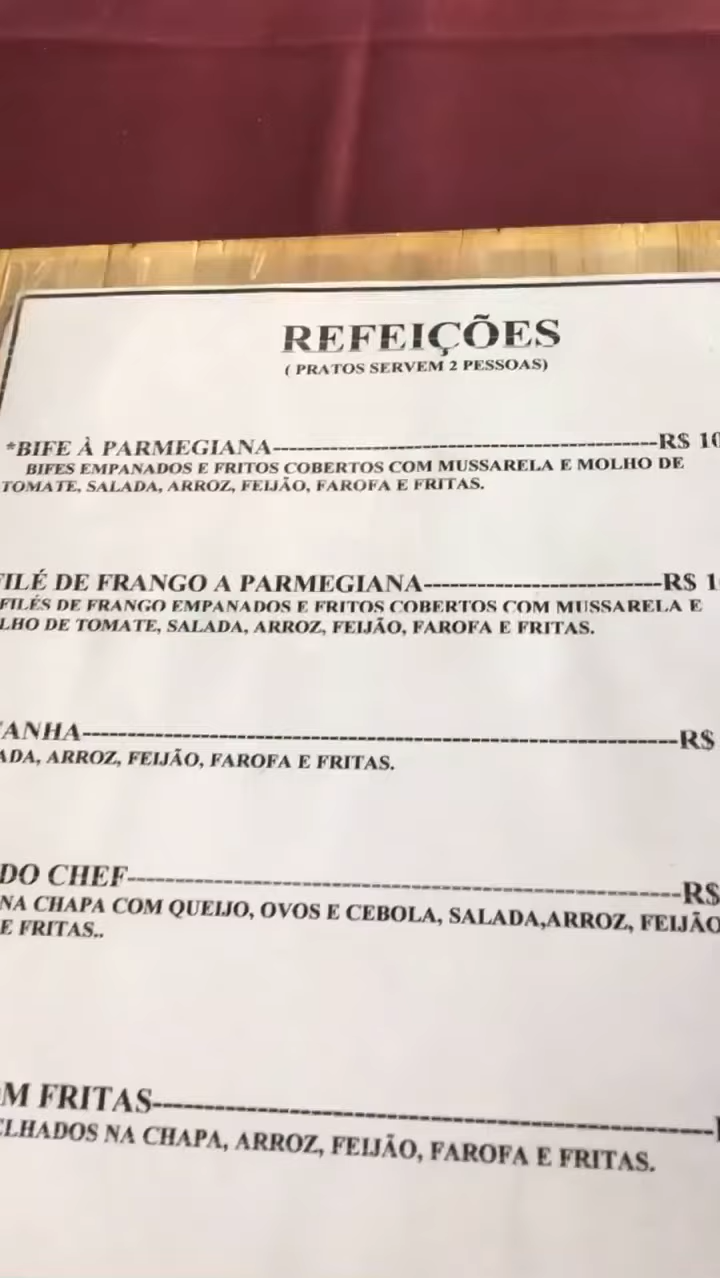 REFEIÇÕES
( PRATOS SERVEM 2 PESSOAS)
*BIFE À PARMEGIANA-----------------------------------------------------R$ 10
BIFES EMPANADOS E FRITOS COBERTOS COM MUSSARELA E MOLHO DE
TOMATE, SALADA, ARROZ, FEIJÃO, FAROFA E FRITAS.
FILÉ DE FRANGO A PARMEGIANA--------------------------------R$ 1
FILÉS DE FRANGO EMPANADOS E FRITOS COBERTOS COM MUSSARELA E
LHO DE TOMATE, SALADA, ARROZ, FEIJÃO, FAROFA E FRITAS.
ANHA-----------------------------------------------------------------------R$
ADA, ARROZ, FEIJÃO, FAROFA E FRITAS.
DO CHEF-------------------------------------------------------------------R$
NA CHAPA COM QUEIJO, OVOS E CEBOLA, SALADA,ARROZ, FEIJÃO
E FRITAS..
M FRITAS-----------------------------------------------------------------
LHADOS NA CHAPA, ARROZ, FEIJÃO, FAROFA E FRITAS.